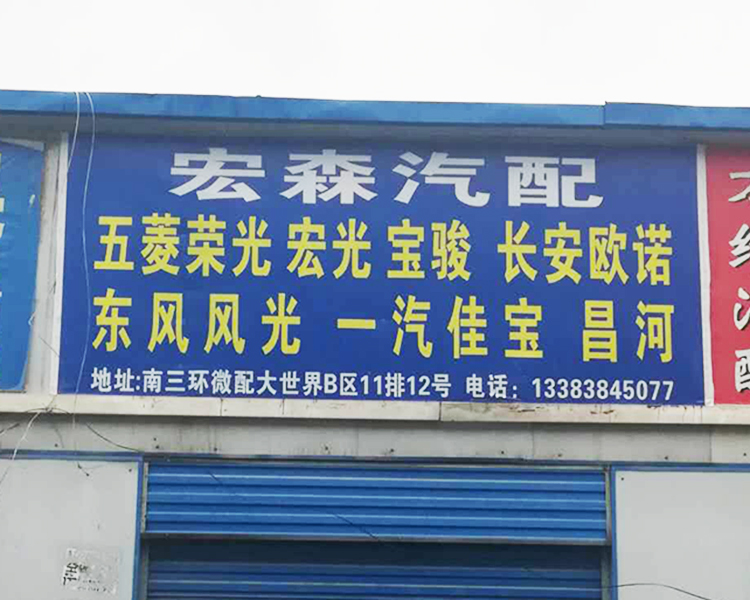 宏森汽配
五菱荣光 宏光 宝骏 长安欧诺
东风风光 一汽佳宝 昌河
地址:南三环微配大世界B区11排12号 电话：13383845077